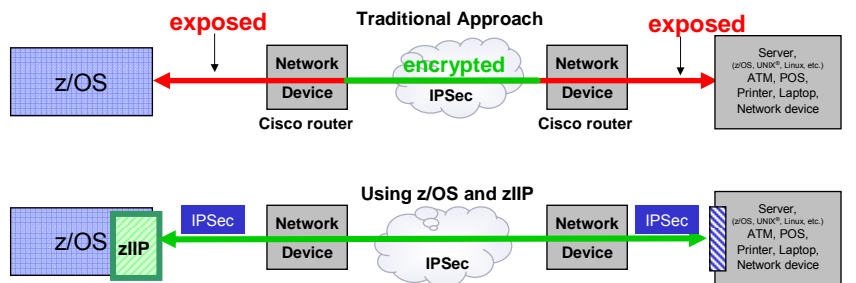 Traditional Approach
exposed
exposed
z/OS
Network
Device
Cisco router
encrypted
IPSec
Network
Device
Cisco router
Server,
(z/OS, UNIX®, Linux, etc.)
ATM, POS,
Printer, Laptop,
Network device
Using z/OS and zIIP
z/OS
zIIP
IPSec
Network
Device
IPSec
Network
Device
IPSec
Server,
(z/OS, UNIX®, Linux, etc.)
ATM, POS,
Printer, Laptop,
Network device